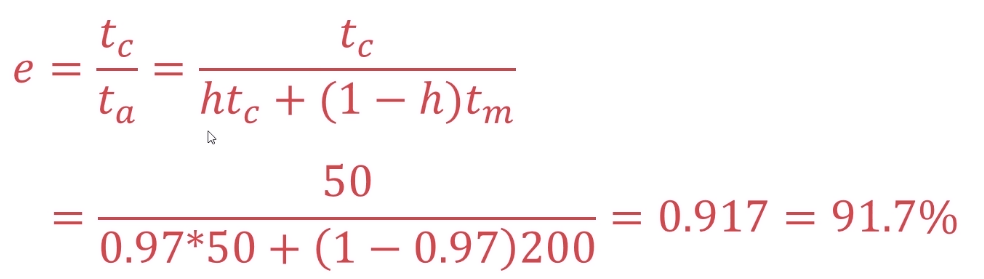 e = t_c / t_a = t_c / (ht_c + (1 − h)t_m)
= 50 / (0.97*50 + (1 − 0.97)200) = 0.917 = 91.7%